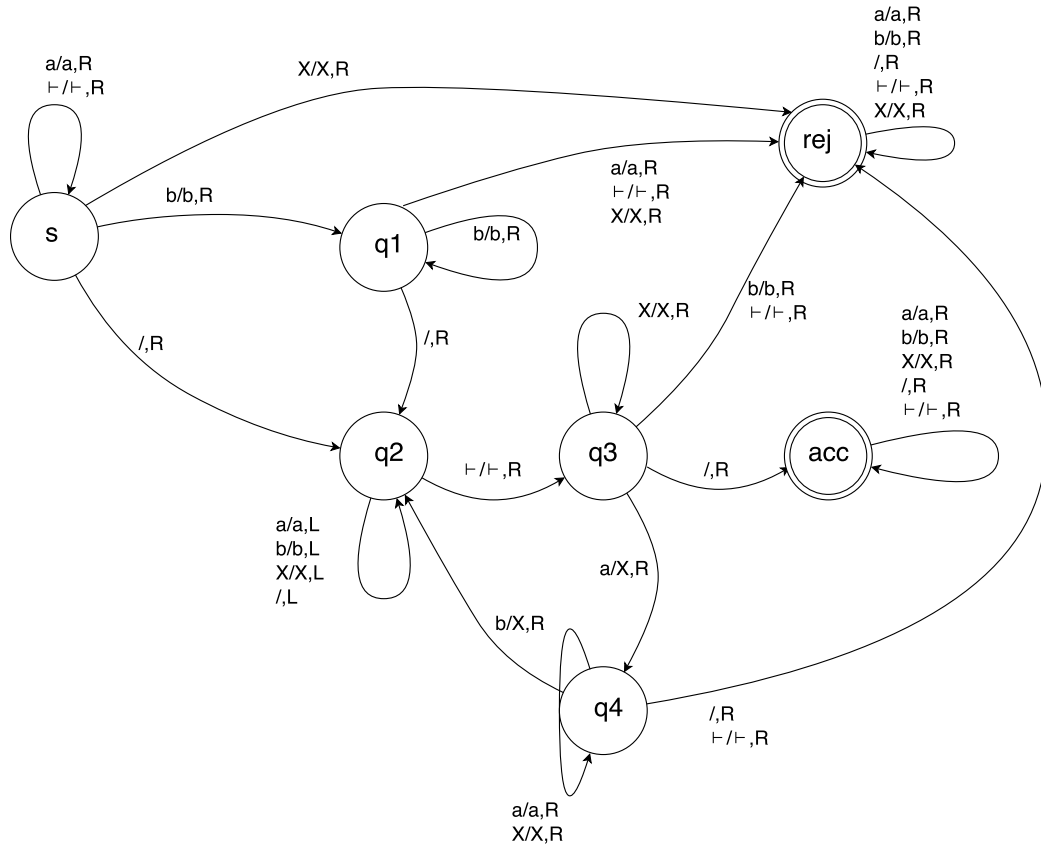 a/a,R
b/b,R
/,R
⊢/⊢,R
X/X,R
rej
a/a,R
⊢/⊢,R
X/X,R
s
b/b,R
q1
b/b,R
a/a,R
⊢/⊢,R
X/X,R
/,R
/,R
X/X,R
b/b,R
⊢/⊢,R
a/a,R
b/b,R
X/X,R
/,R
⊢/⊢,R
q2
⊢/⊢,R
q3
/,R
acc
a/a,L
b/b,L
X/X,L
/,L
a/X,R
b/X,R
q4
/,R
⊢/⊢,R
a/a,R
X/X,R